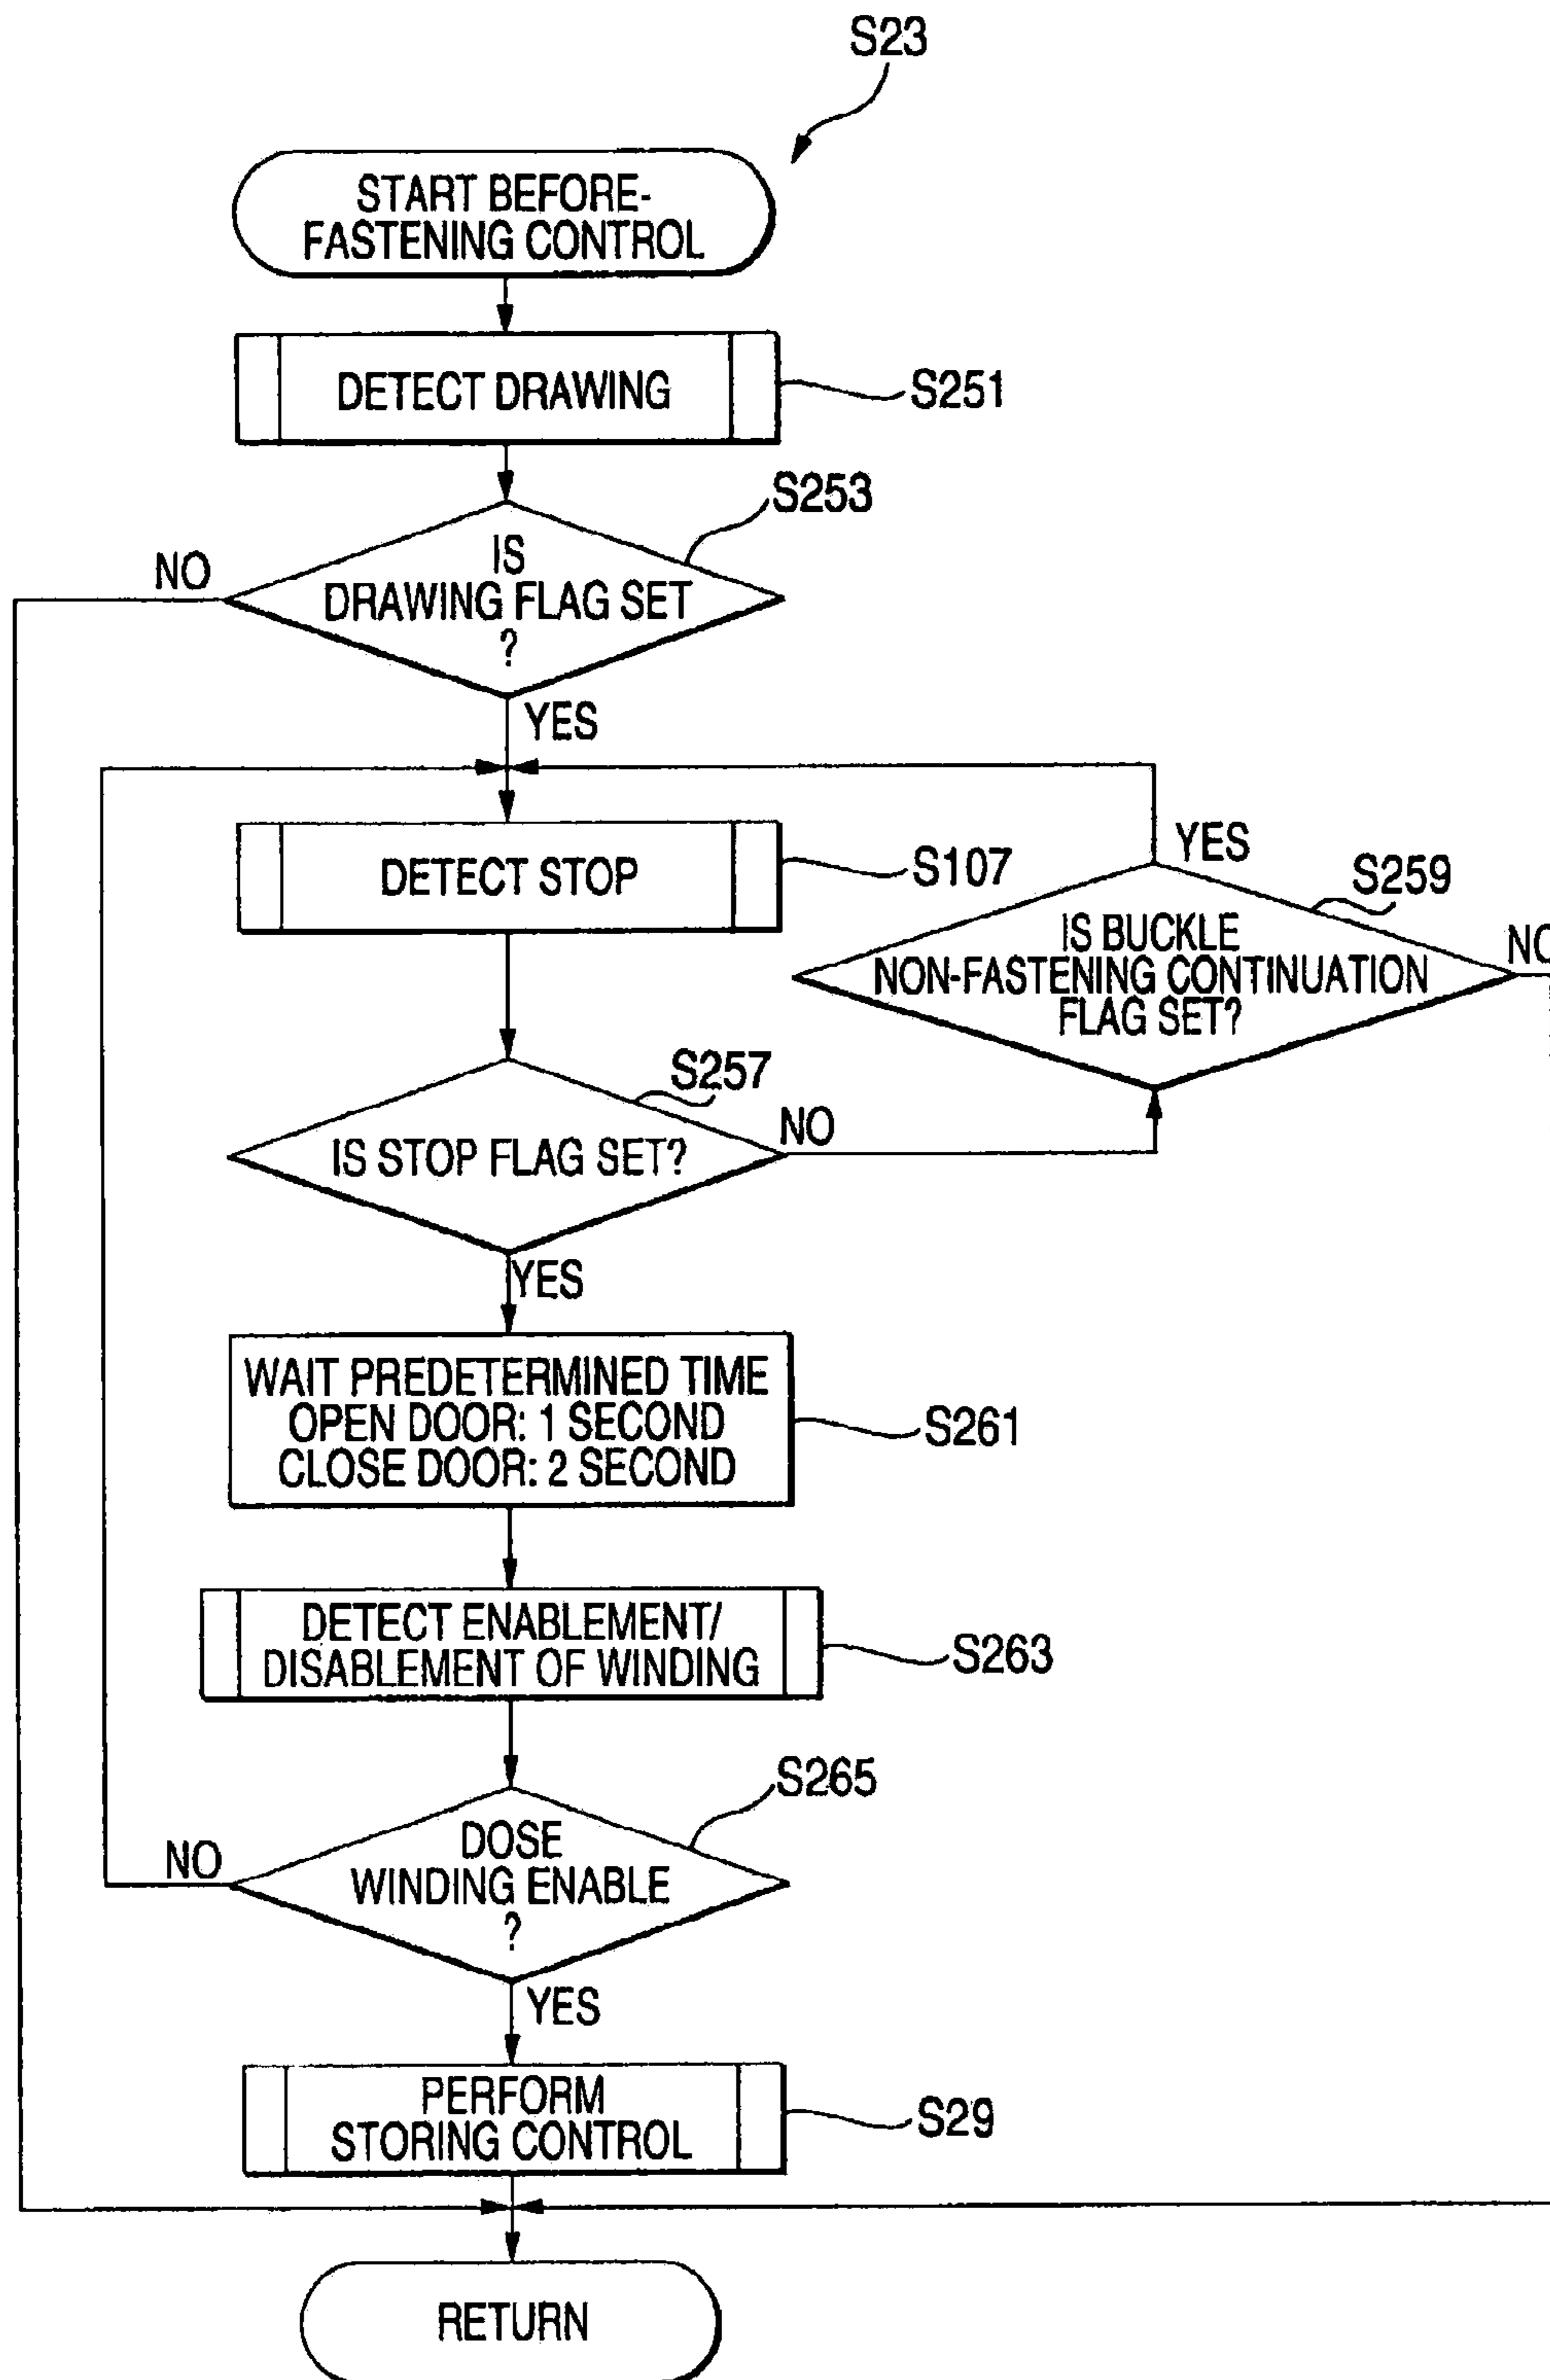 S23
START BEFORE-
FASTENING CONTROL
DETECT DRAWING
S251
S253
NO
IS
DRAWING FLAG SET
?
YES
DETECT STOP
S107
YES
S259
IS BUCKLE
NON-FASTENING CONTINUATION
FLAG SET?
NO
S257
IS STOP FLAG SET?
NO
YES
WAIT PREDETERMINED TIME
OPEN DOOR: 1 SECOND
CLOSE DOOR: 2 SECOND
S261
DETECT ENABLEMENT/
DISABLEMENT OF WINDING
S263
S265
NO
DOSE
WINDING ENABLE
?
YES
PERFORM
STORING CONTROL
S29
RETURN